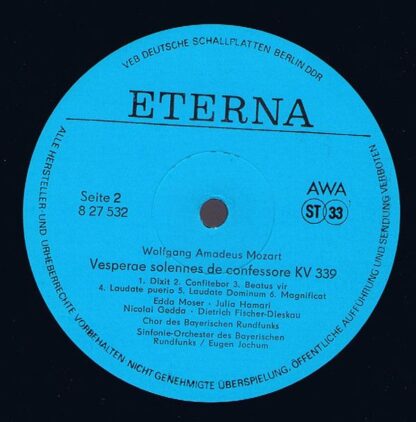 VEB DEUTSCHE SCHALLPLATTEN BERLIN DDR
ETERNA
Seite 2
8 27 532
AWA
ST 33
Wolfgang Amadeus Mozart
Vesperae solennes de confessore KV 339
1. Dixit 2. Confitebor 3. Beatus vir
4. Laudate puerio 5. Laudate Dominum 6. Magnificat
Edda Moser · Julia Hamari
Nicolai Gedda · Dietrich Fischer-Dieskau
Chor des Bayerischen Rundfunks
Sinfonie-Orchester des Bayerischen
Rundfunks / Eugen Jochum
ALLE HERSTELLER- UND URHEBERRECHTE VORBEHALTEN NICHT GENEHMIGTE ÜBERSPIELUNG, ÖFFENTLICHE AUFFÜHRUNG UND SENDUNG VERBOTEN